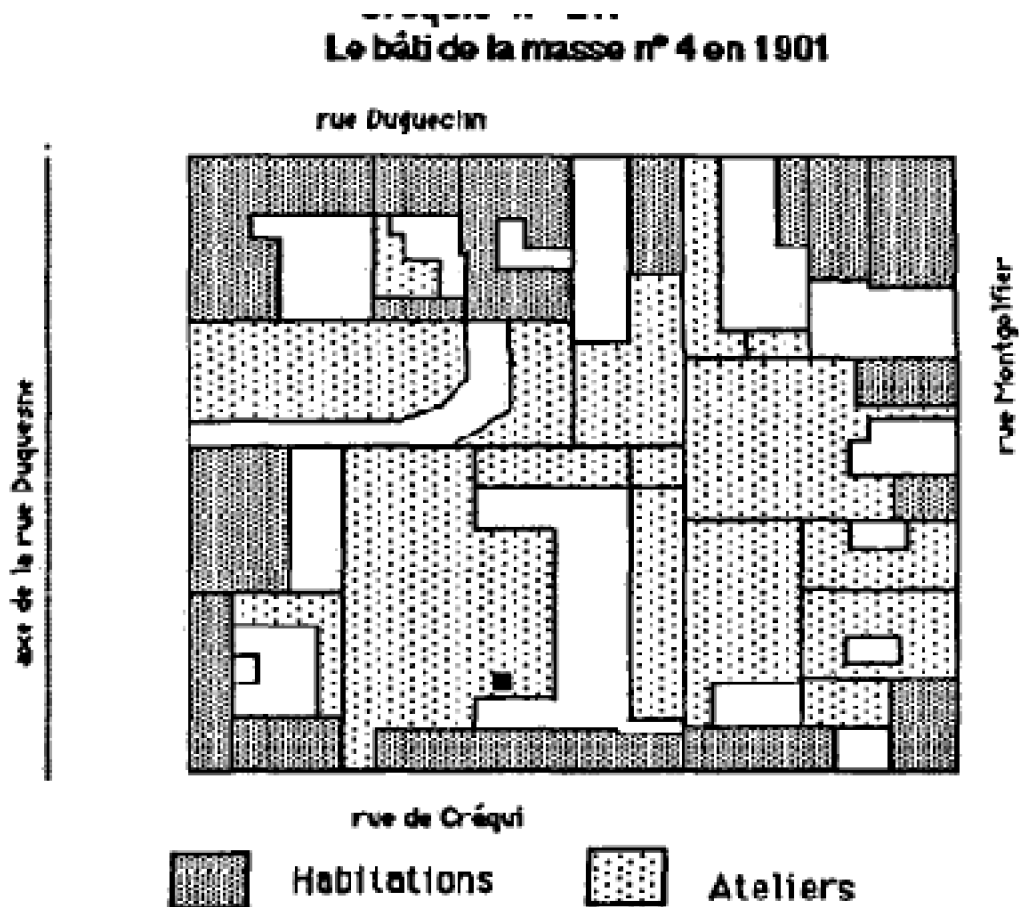 Le bâti de la masse n° 4 en 1901
rue Dugueclin
axe de la rue Duquesne
rue Montgolfier
rue de Créqui
Habitations
Ateliers